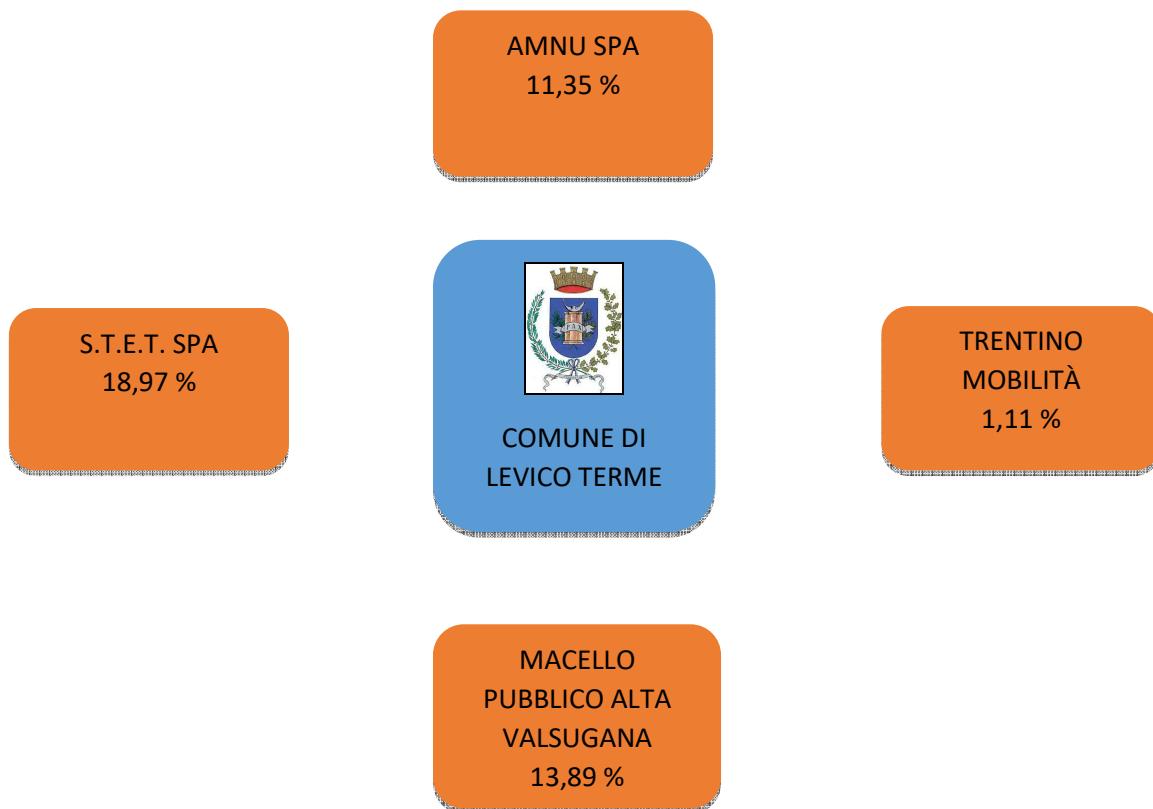 AMNU SPA
11,35 %
S.T.E.T. SPA
18,97 %
COMUNE DI
LEVICO TERME
TRENTINO
MOBILITÀ
1,11 %
MACELLO
PUBBLICO ALTA
VALSUGANA
13,89 %